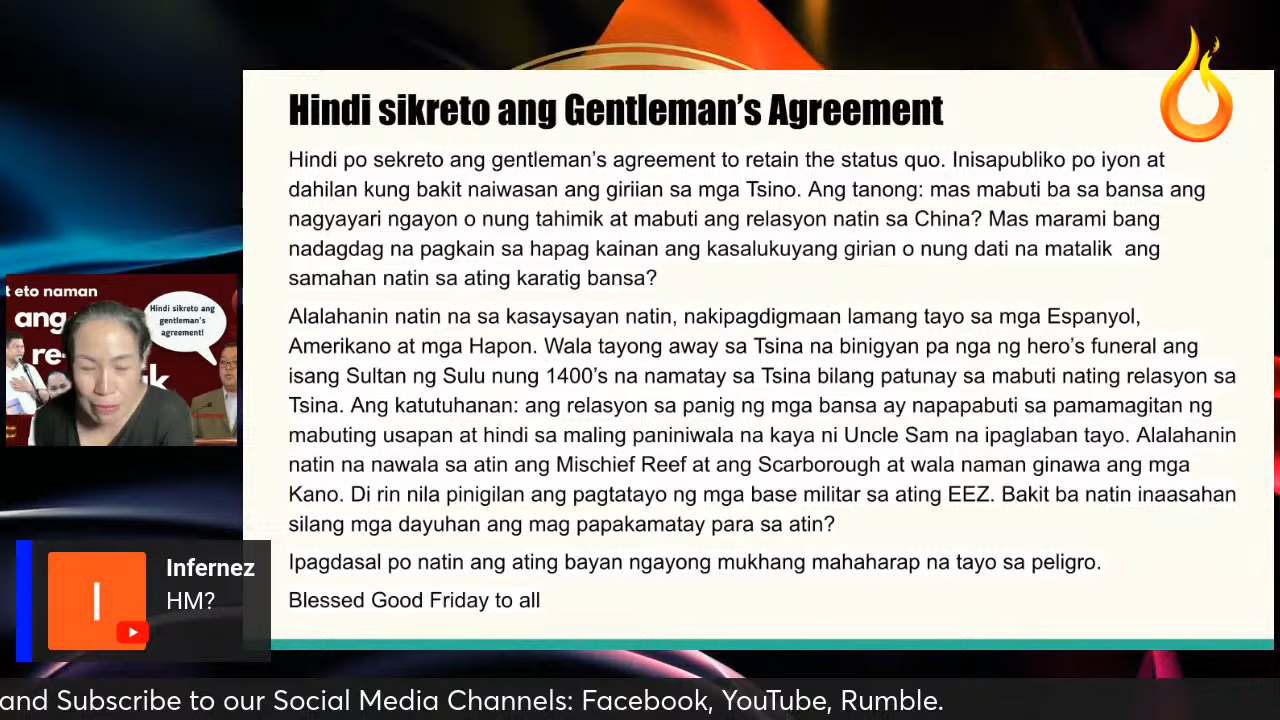 Hindi sikreto ang Gentleman's Agreement
Hindi po sekreto ang gentleman's agreement to retain the status quo. Inisapubliko po iyon at
dahilan kung bakit naiwasan ang giriian sa mga Tsino. Ang tanong: mas mabuti ba sa bansa ang
nagyayari ngayon o nung tahimik at mabuti ang relasyon natin sa China? Mas marami bang
nadagdag na pagkain sa hapag kainan ang kasalukuyang girian o nung dati na matalik ang
samahan natin sa ating karatig bansa?
Alalahanin natin na sa kasaysayan natin, nakipagdigmaan lamang tayo sa mga Espanyol,
Amerikano at mga Hapon. Wala tayong away sa Tsina na binigyan pa nga ng hero's funeral ang
isang Sultan ng Sulu nung 1400's na namatay sa Tsina bilang patunay sa mabuti nating relasyon sa
Tsina. Ang katutuhanan: ang relasyon sa panig ng mga bansa ay napapabuti sa pamamagitan ng
mabuting usapan at hindi sa maling paniniwala na kaya ni Uncle Sam na ipaglaban tayo. Alalahanin
natin na nawala sa atin ang Mischief Reef at ang Scarborough at wala naman ginawa ang mga
Kano. Di rin nila pinigilan ang pagtatayo ng mga base militar sa ating EEZ. Bakit ba natin inaasahan
silang mga dayuhan ang mag papakamatay para sa atin?
Ipagdasal po natin ang ating bayan ngayong mukhang mahaharap na tayo sa peligro.
Blessed Good Friday to all
t eto naman
ang
re
k
Hindi sikreto ang
gentleman's
agreement!
I
Infernez
HM?
and Subscribe to our Social Media Channels: Facebook, YouTube, Rumble.